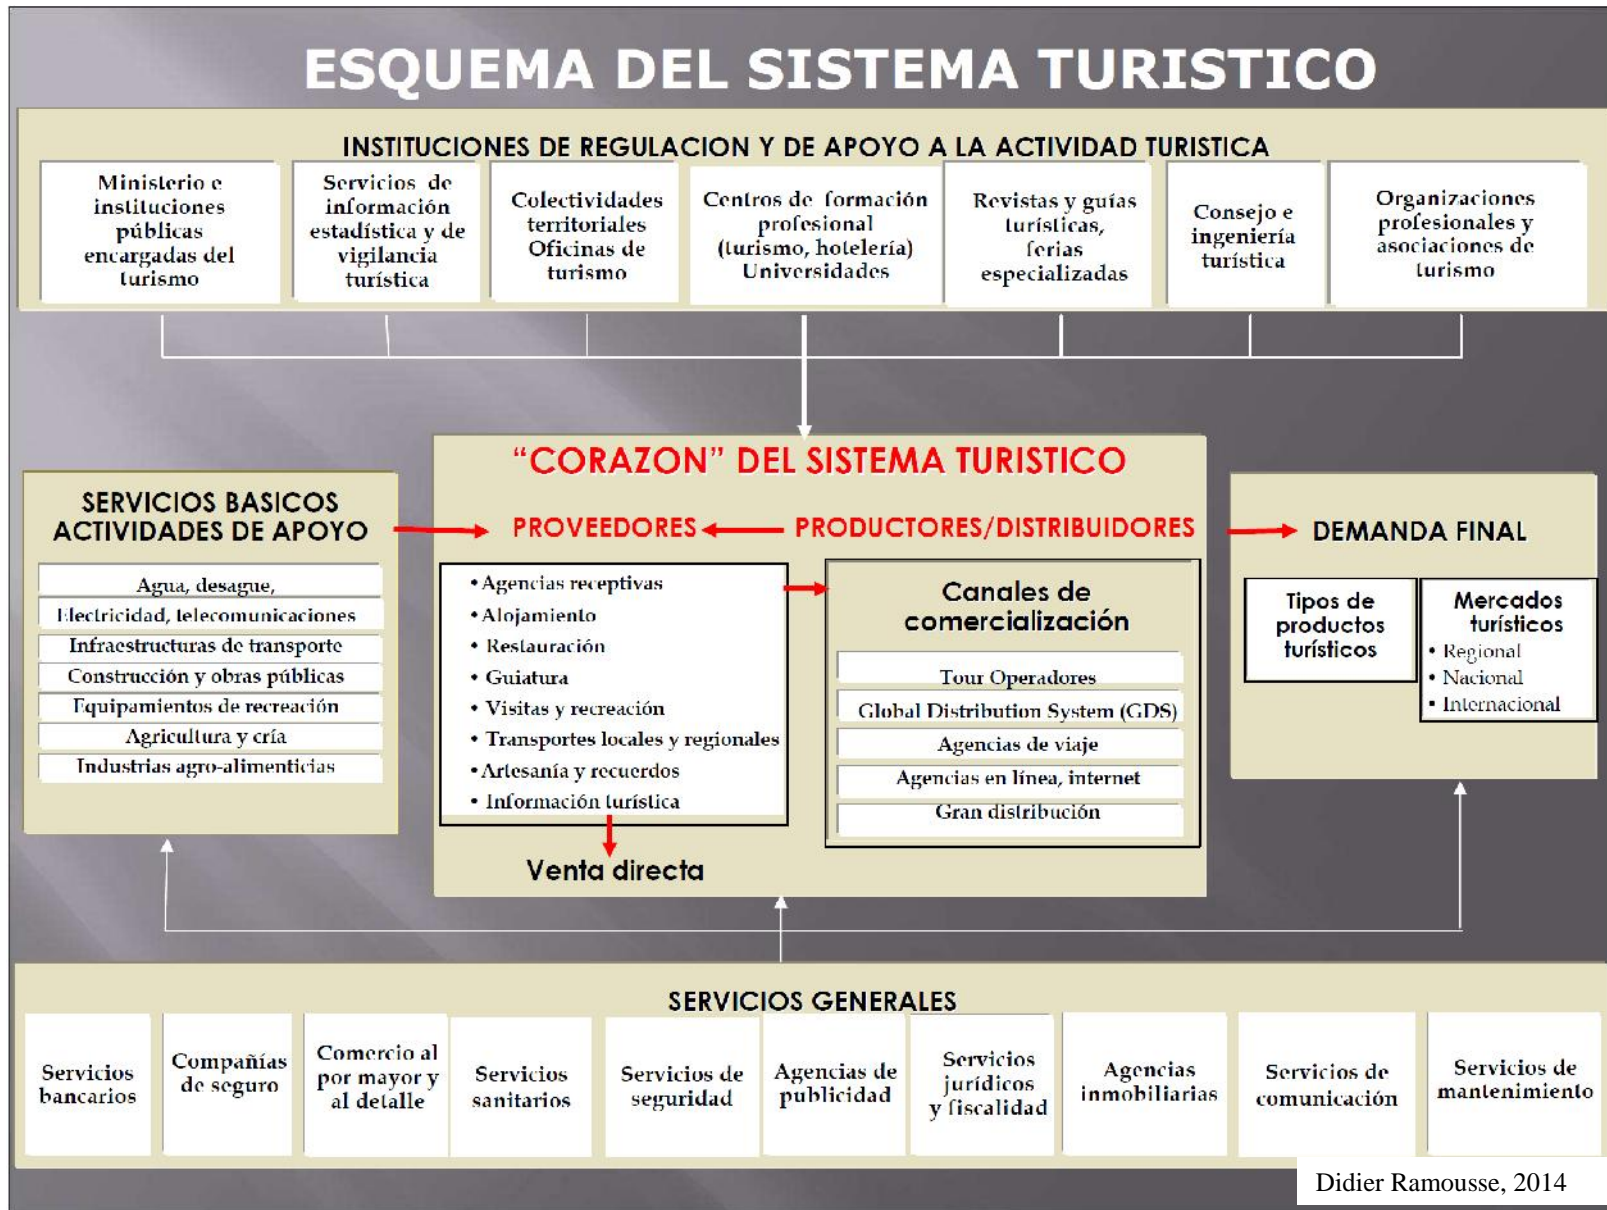 ESQUEMA DEL SISTEMA TURISTICO
INSTITUCIONES DE REGULACION Y DE APOYO A LA ACTIVIDAD TURISTICA
Ministerio e
instituciones
públicas
encargadas del
turismo
Servicios de
información
estadística y de
vigilancia
turística
Colectividades
territoriales
Oficinas de
turismo
Centros de formación
profesional
(turismo, hotelería)
Universidades
Revistas y guías
turísticas,
ferias
especializadas
Consejo e
ingeniería
turística
Organizaciones
profesionales y
asociaciones de
turismo
SERVICIOS BASICOS
ACTIVIDADES DE APOYO
Agua, desague,
Electricidad, telecomunicaciones
Infraestructuras de transporte
Construcción y obras públicas
Equipamientos de recreación
Agricultura y cría
Industrias agro-alimenticias
“CORAZON” DEL SISTEMA TURISTICO
PROVEEDORES
PRODUCTORES/DISTRIBUIDORES
• Agencias receptivas
• Alojamiento
• Restauración
• Guiatura
• Visitas y recreación
• Transportes locales y regionales
• Artesanía y recuerdos
• Información turística
Venta directa
Canales de
comercialización
Tour Operadores
Global Distribution System (GDS)
Agencias de viaje
Agencias en línea, internet
Gran distribución
DEMANDA FINAL
Tipos de
productos
turísticos
Mercados
turísticos
• Regional
• Nacional
• Internacional
SERVICIOS GENERALES
Servicios
bancarios
Compañías
de seguro
Comercio al
por mayor y
al detalle
Servicios
sanitarios
Servicios de
seguridad
Agencias de
publicidad
Servicios
jurídicos
y fiscalidad
Agencias
inmobiliarias
Servicios de
comunicación
Servicios de
mantenimiento
Didier Ramousse, 2014